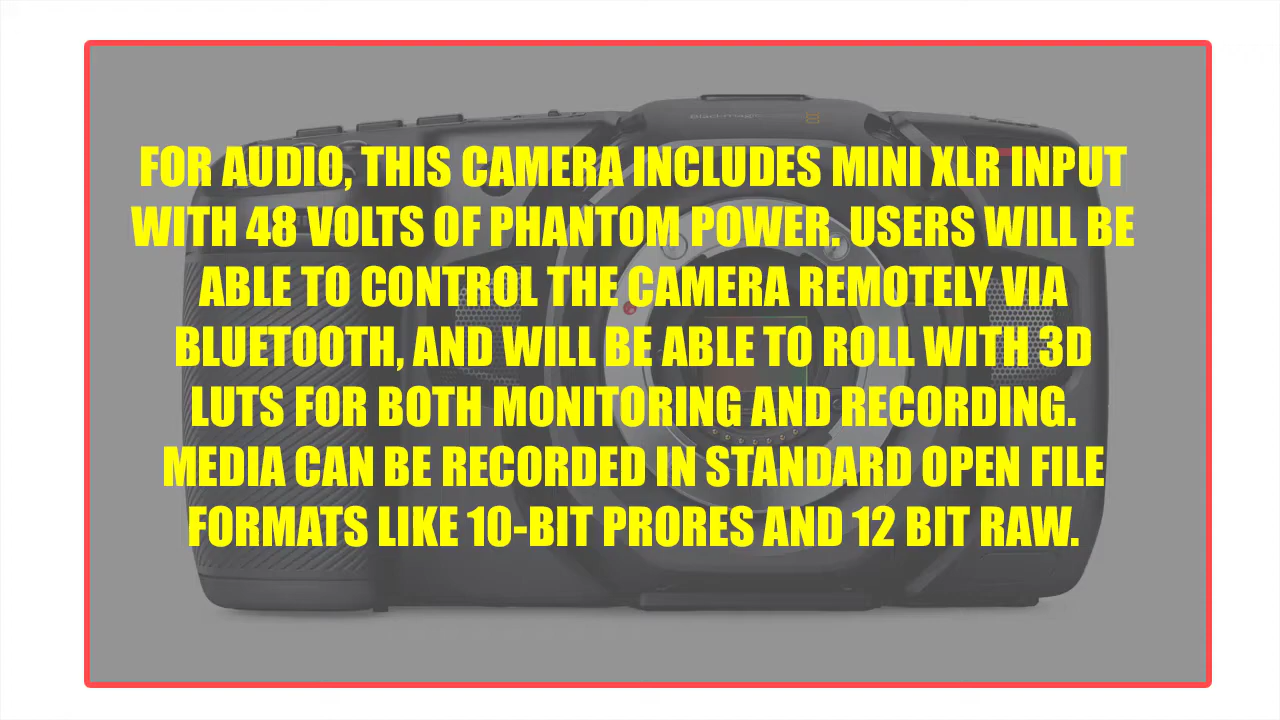 FOR AUDIO, THIS CAMERA INCLUDES MINI XLR INPUT
WITH 48 VOLTS OF PHANTOM POWER. USERS WILL BE
ABLE TO CONTROL THE CAMERA REMOTELY VIA
BLUETOOTH, AND WILL BE ABLE TO ROLL WITH 3D
LUTS FOR BOTH MONITORING AND RECORDING.
MEDIA CAN BE RECORDED IN STANDARD OPEN FILE
FORMATS LIKE 10-BIT PRORES AND 12 BIT RAW.